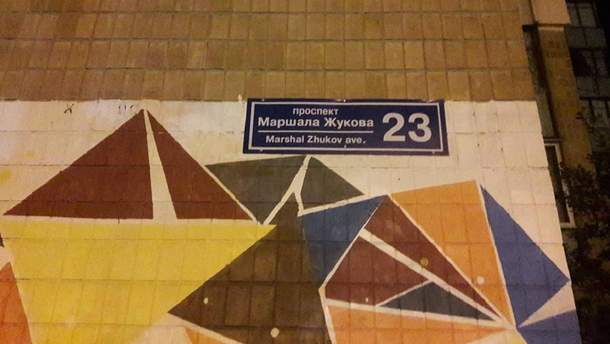 проспект
Маршала Жукова 23
Marshal Zhukov ave.